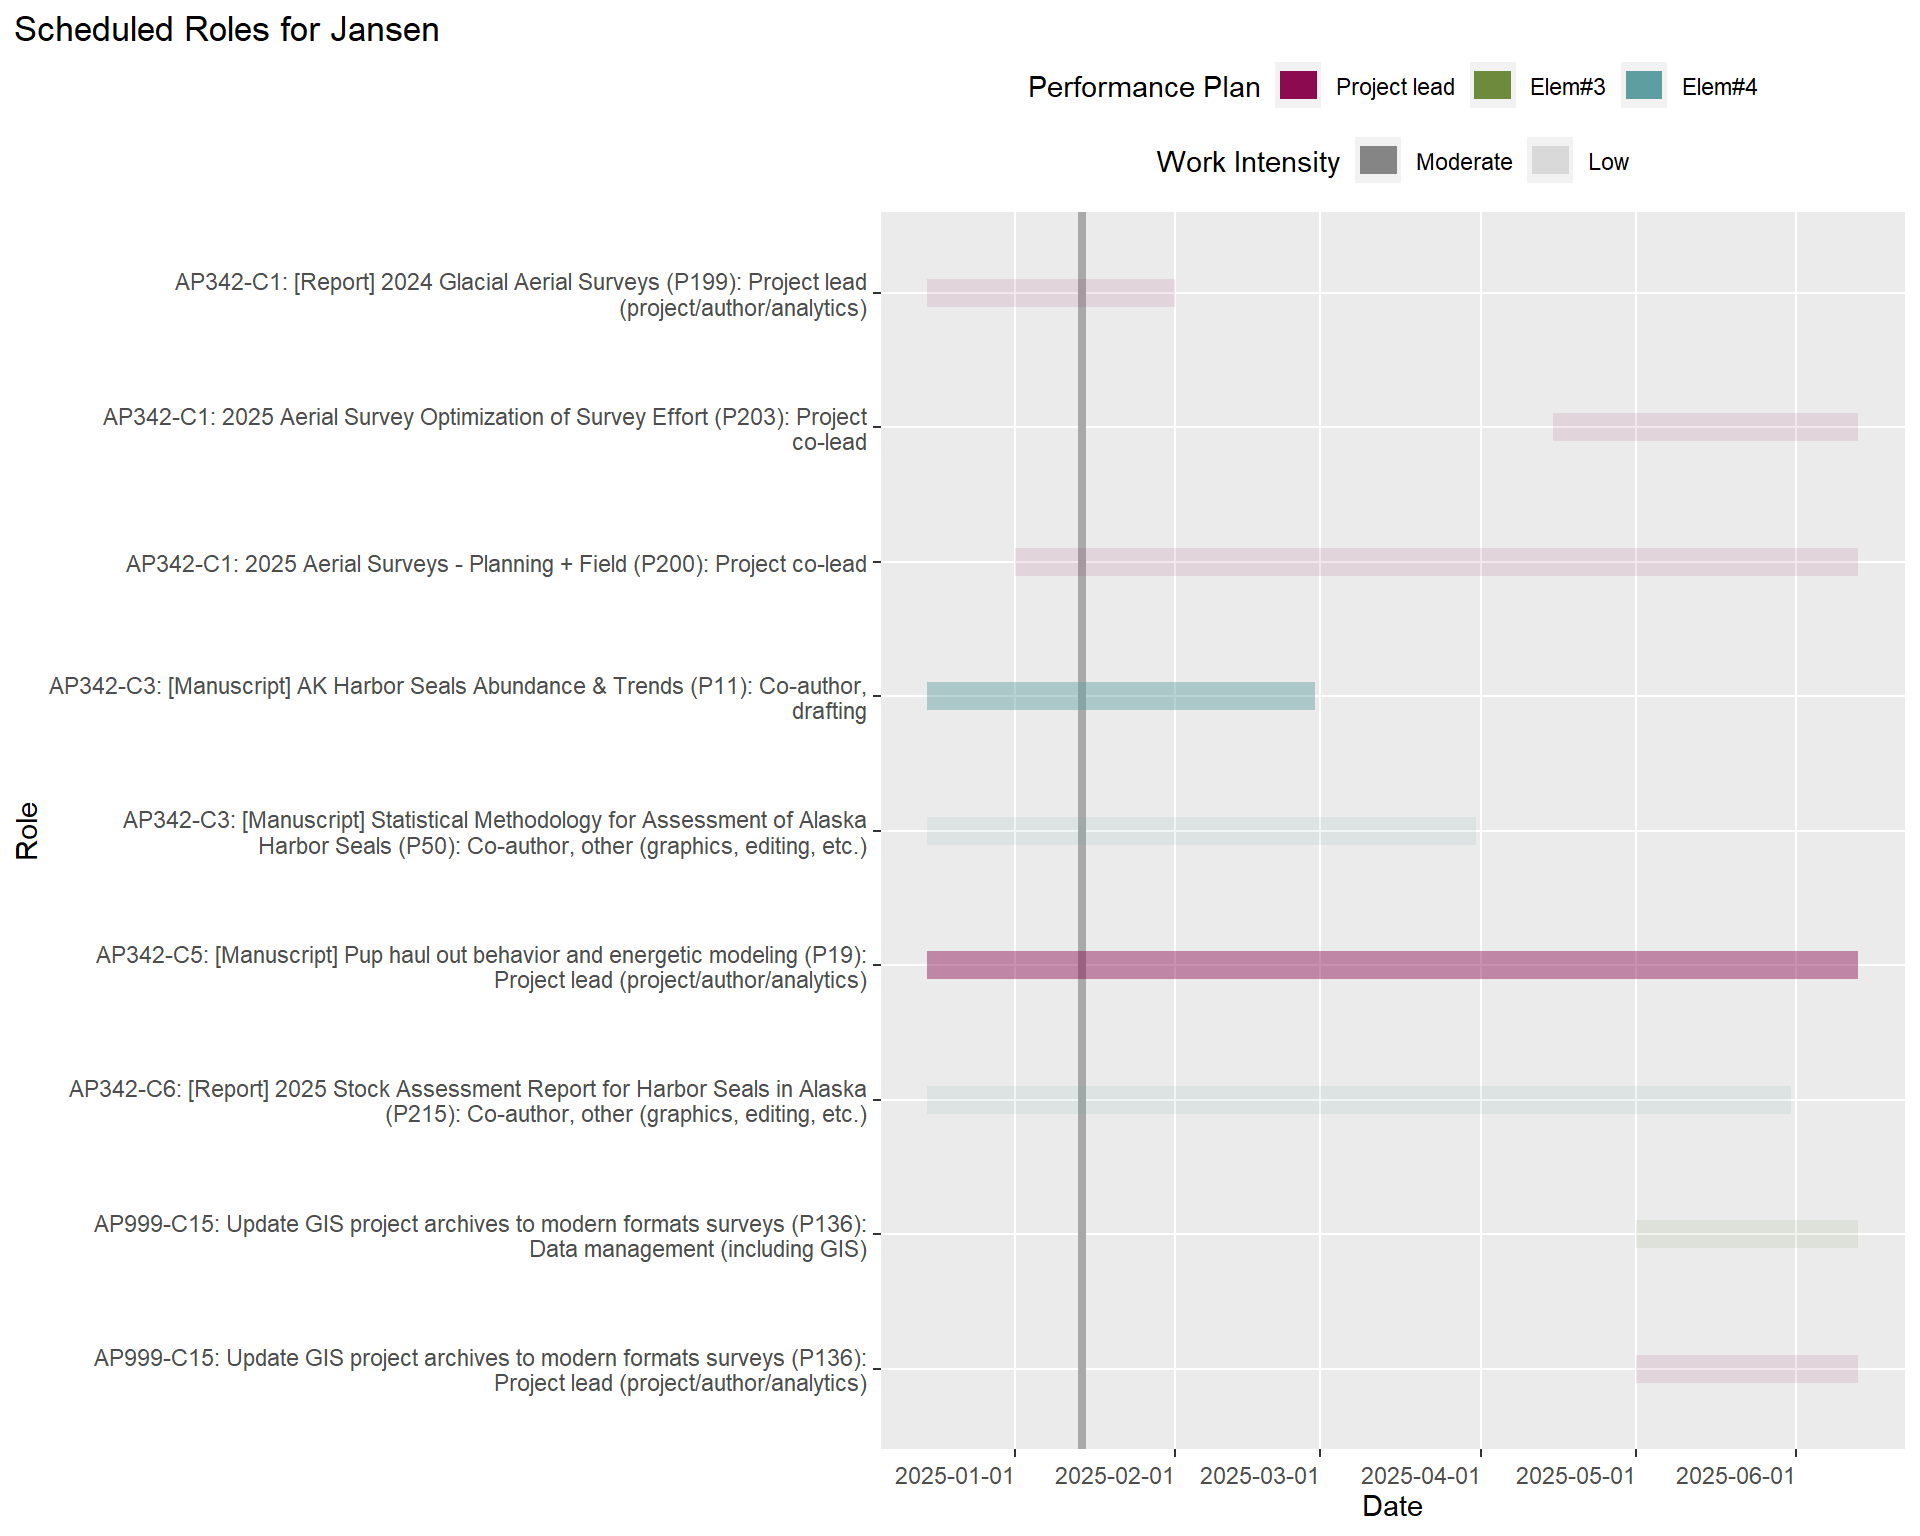 Scheduled Roles for Jansen
Performance Plan Project lead Elem#3 Elem#4
Work Intensity Moderate Low
AP342-C1: [Report] 2024 Glacial Aerial Surveys (P199): Project lead
(project/author/analytics)
AP342-C1: 2025 Aerial Survey Optimization of Survey Effort (P203): Project
co-lead
AP342-C1: 2025 Aerial Surveys - Planning + Field (P200): Project co-lead
AP342-C3: [Manuscript] AK Harbor Seals Abundance & Trends (P11): Co-author,
drafting
AP342-C3: [Manuscript] Statistical Methodology for Assessment of Alaska
Harbor Seals (P50): Co-author, other (graphics, editing, etc.)
AP342-C5: [Manuscript] Pup haul out behavior and energetic modeling (P19):
Project lead (project/author/analytics)
AP342-C6: [Report] 2025 Stock Assessment Report for Harbor Seals in Alaska
(P215): Co-author, other (graphics, editing, etc.)
AP999-C15: Update GIS project archives to modern formats surveys (P136):
Data management (including GIS)
AP999-C15: Update GIS project archives to modern formats surveys (P136):
Project lead (project/author/analytics)
Role
2025-01-01 2025-02-01 2025-03-01 2025-04-01 2025-05-01 2025-06-01
Date